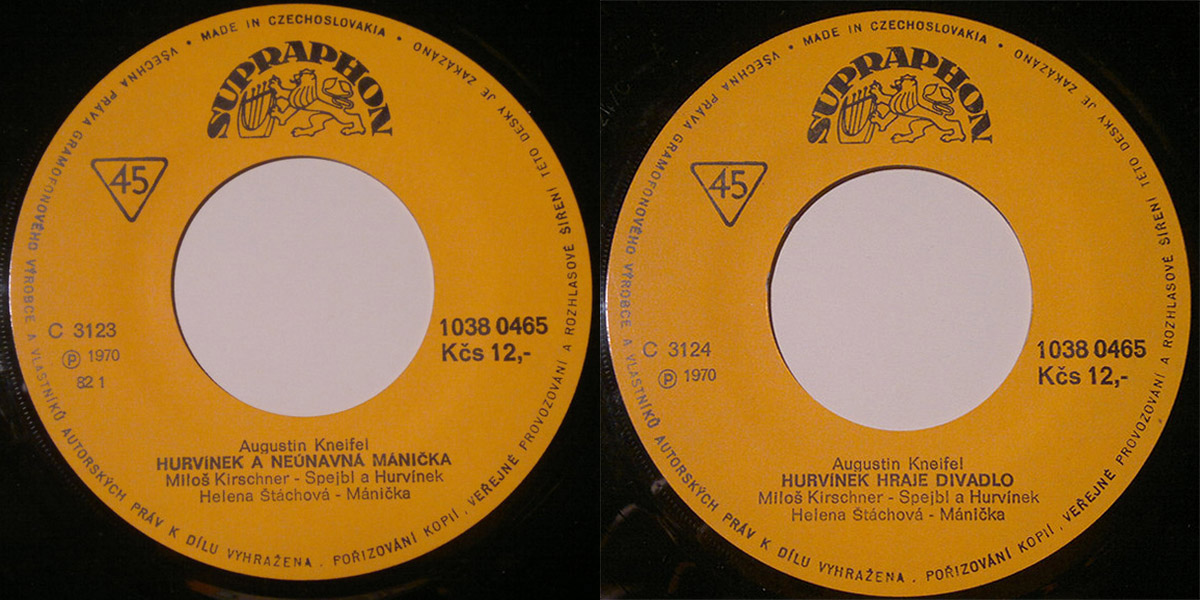 • MADE IN CZECHOSLOVAKIA •
VŠECHNA PRÁVA GRAMOFONOVÉHO VÝROBCE A VLASTNÍKŮ AUTORSKÝCH PRÁV K DÍLU VYHRAŽENA . POŘIZOVÁNÍ KOPIÍ , VEŘEJNÉ PROVOZOVÁNÍ A ROZHLASOVÉ ŠÍŘENÍ TÉTO DESKY JE ZAKÁZÁNO
SUPRAPHON
45
C 3123
℗ 1970
82 1
1038 0465
Kčs 12,-
Augustin Kneifel
HURVÍNEK A NEÚNAVNÁ MÁNIČKA
Miloš Kirschner - Spejbl a Hurvínek
Helena Štáchová - Mánička
• MADE IN CZECHOSLOVAKIA •
VŠECHNA PRÁVA GRAMOFONOVÉHO VÝROBCE A VLASTNÍKŮ AUTORSKÝCH PRÁV K DÍLU VYHRAŽENA . POŘIZOVÁNÍ KOPIÍ , VEŘEJNÉ PROVOZOVÁNÍ A ROZHLASOVÉ ŠÍŘENÍ TÉTO DESKY JE ZAKÁZÁNO
SUPRAPHON
45
C 3124
℗ 1970
1038 0465
Kčs 12,-
Augustin Kneifel
HURVÍNEK HRAJE DIVADLO
Miloš Kirschner - Spejbl a Hurvínek
Helena Štáchová - Mánička